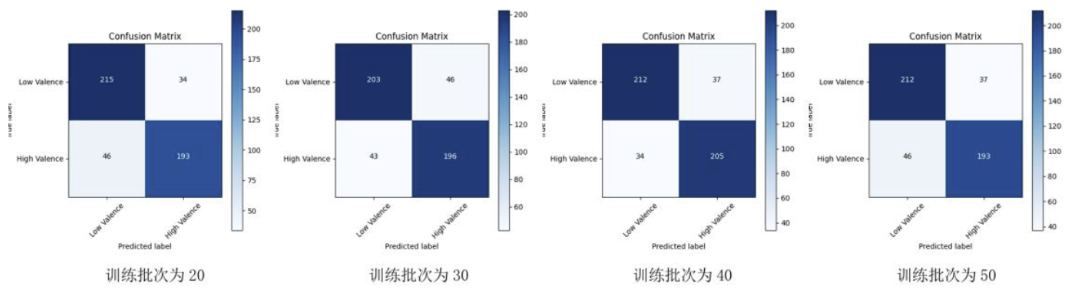 Confusion Matrix
200
175
150
125
100
75
50
Low Valence
215
34
High Valence
46
193
Low Valence
High Valence
Predicted label
训练批次为 20
Confusion Matrix
200
180
160
140
120
100
80
60
Low Valence
203
46
High Valence
43
196
Low Valence
High Valence
Predicted label
训练批次为 30
Confusion Matrix
200
180
160
140
120
100
80
60
40
Low Valence
212
37
High Valence
34
205
Low Valence
High Valence
Predicted label
训练批次为 40
Confusion Matrix
200
180
160
140
120
100
80
60
40
Low Valence
212
37
High Valence
46
193
Low Valence
High Valence
Predicted label
训练批次为 50